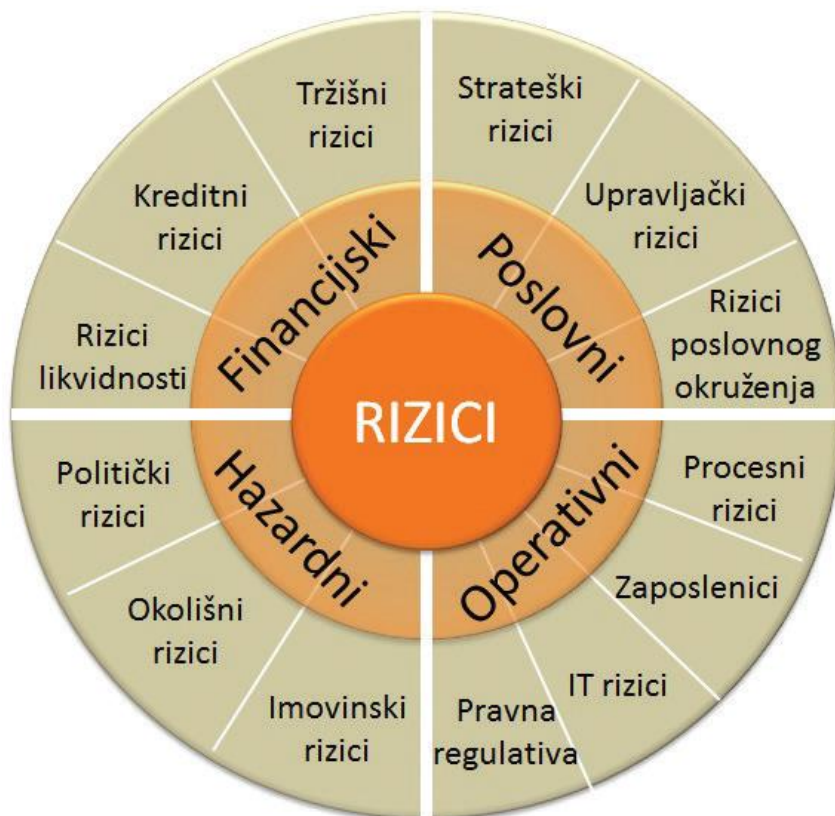 RIZICI
Financijski
Tržišni
rizici
Kreditni
rizici
Rizici
likvidnosti
Poslovni
Strateški
rizici
Upravljački
rizici
Rizici
poslovnog
okruženja
Operativni
Procesni
rizici
Zaposlenici
IT rizici
Pravna
regulativa
Hazardni
Politički
rizici
Okolišni
rizici
Imovinski
rizici